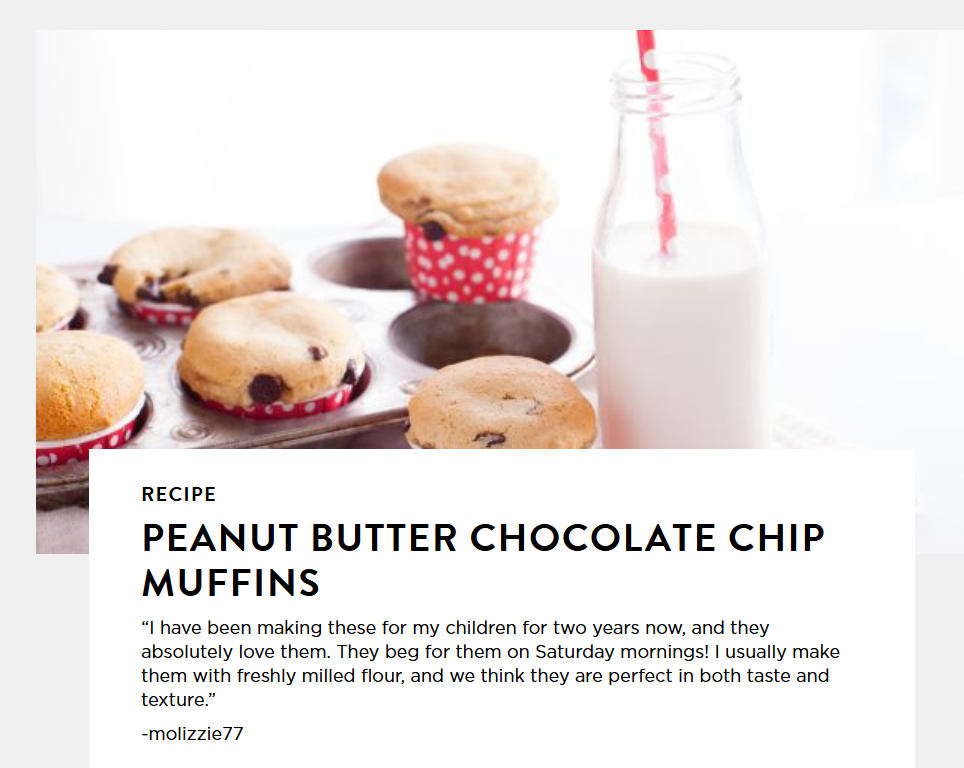 RECIPE
PEANUT BUTTER CHOCOLATE CHIP
MUFFINS
“I have been making these for my children for two years now, and they
absolutely love them. They beg for them on Saturday mornings! I usually make
them with freshly milled flour, and we think they are perfect in both taste and
texture.”
-molizzie77